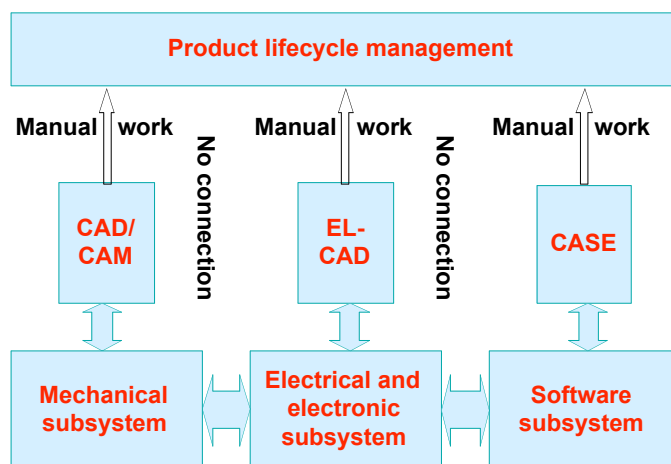 Product lifecycle management
Manual work
Manual work
Manual work
No connection
No connection
CAD/
CAM
EL-
CAD
CASE
Mechanical
subsystem
Electrical and
electronic
subsystem
Software
subsystem